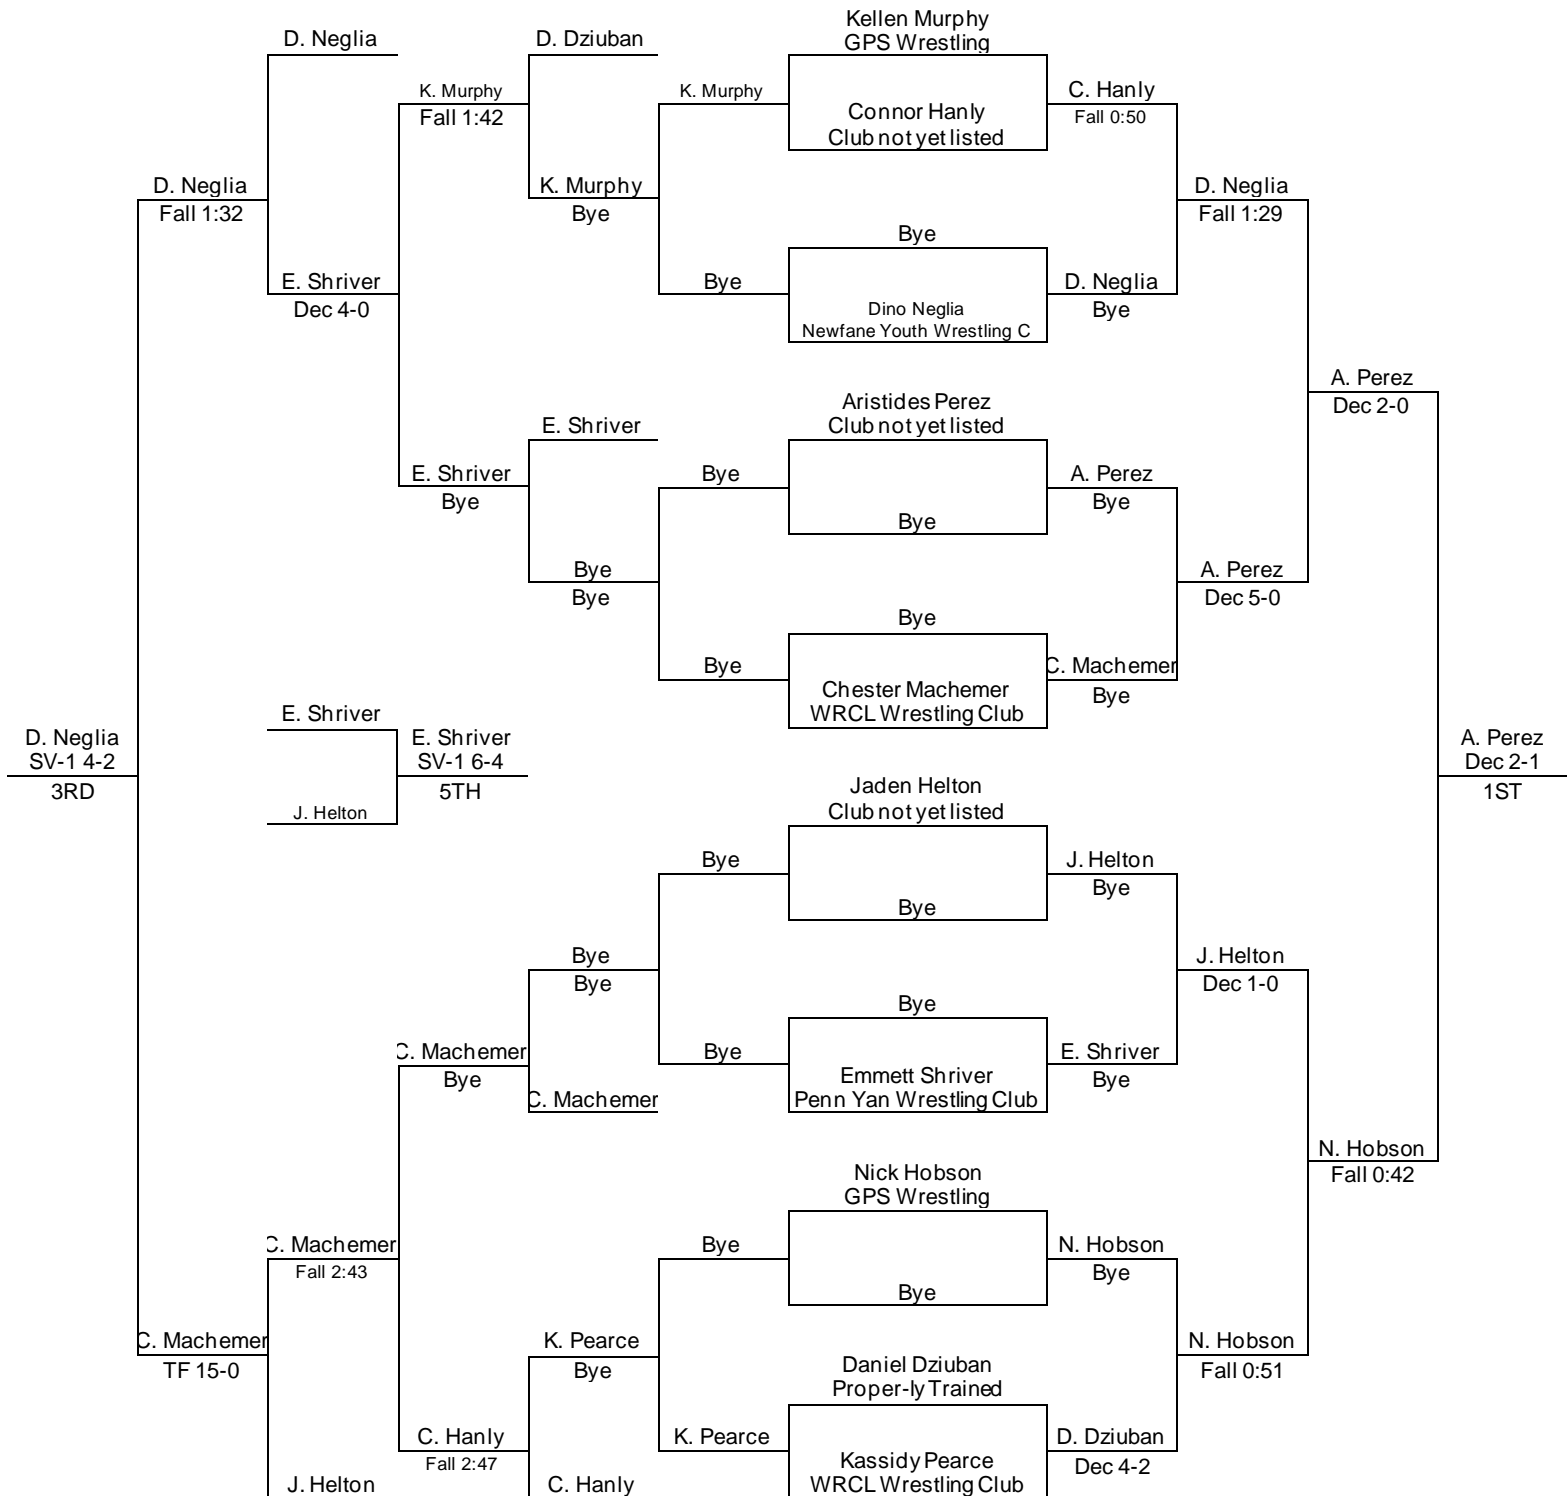 Kellen Murphy
GPS Wrestling
D. Neglia
D. Dziuban
K. Murphy
Fall 1:42
K. Murphy
C. Hanly
Fall 0:50
Connor Hanly
Club not yet listed
D. Neglia
Fall 1:32
K. Murphy
Bye
D. Neglia
Fall 1:29
Bye
E. Shriver
Dec 4-0
Bye
D. Neglia
Bye
Dino Neglia
Newfane Youth Wrestling C
A. Perez
Dec 2-0
Aristides Perez
Club not yet listed
E. Shriver
E. Shriver
Bye
Bye
A. Perez
Bye
Bye
Bye
Bye
A. Perez
Dec 5-0
Bye
Bye
C. Machemer
Bye
Chester Machemer
WRCL Wrestling Club
E. Shriver
D. Neglia
SV-1 4-2
3RD
E. Shriver
SV-1 6-4
5TH
A. Perez
Dec 2-1
1ST
J. Helton
Jaden Helton
Club not yet listed
Bye
J. Helton
Bye
Bye
Bye
Bye
J. Helton
Dec 1-0
Bye
C. Machemer
Bye
Bye
E. Shriver
Bye
Emmett Shriver
Penn Yan Wrestling Club
C. Machemer
N. Hobson
Fall 0:42
Nick Hobson
GPS Wrestling
C. Machemer
Fall 2:43
Bye
N. Hobson
Bye
Bye
C. Machemer
TF 15-0
K. Pearce
Bye
N. Hobson
Fall 0:51
Daniel Dziuban
Proper-ly Trained
C. Hanly
Fall 2:47
K. Pearce
D. Dziuban
Dec 4-2
Kassidy Pearce
WRCL Wrestling Club
J. Helton
C. Hanly